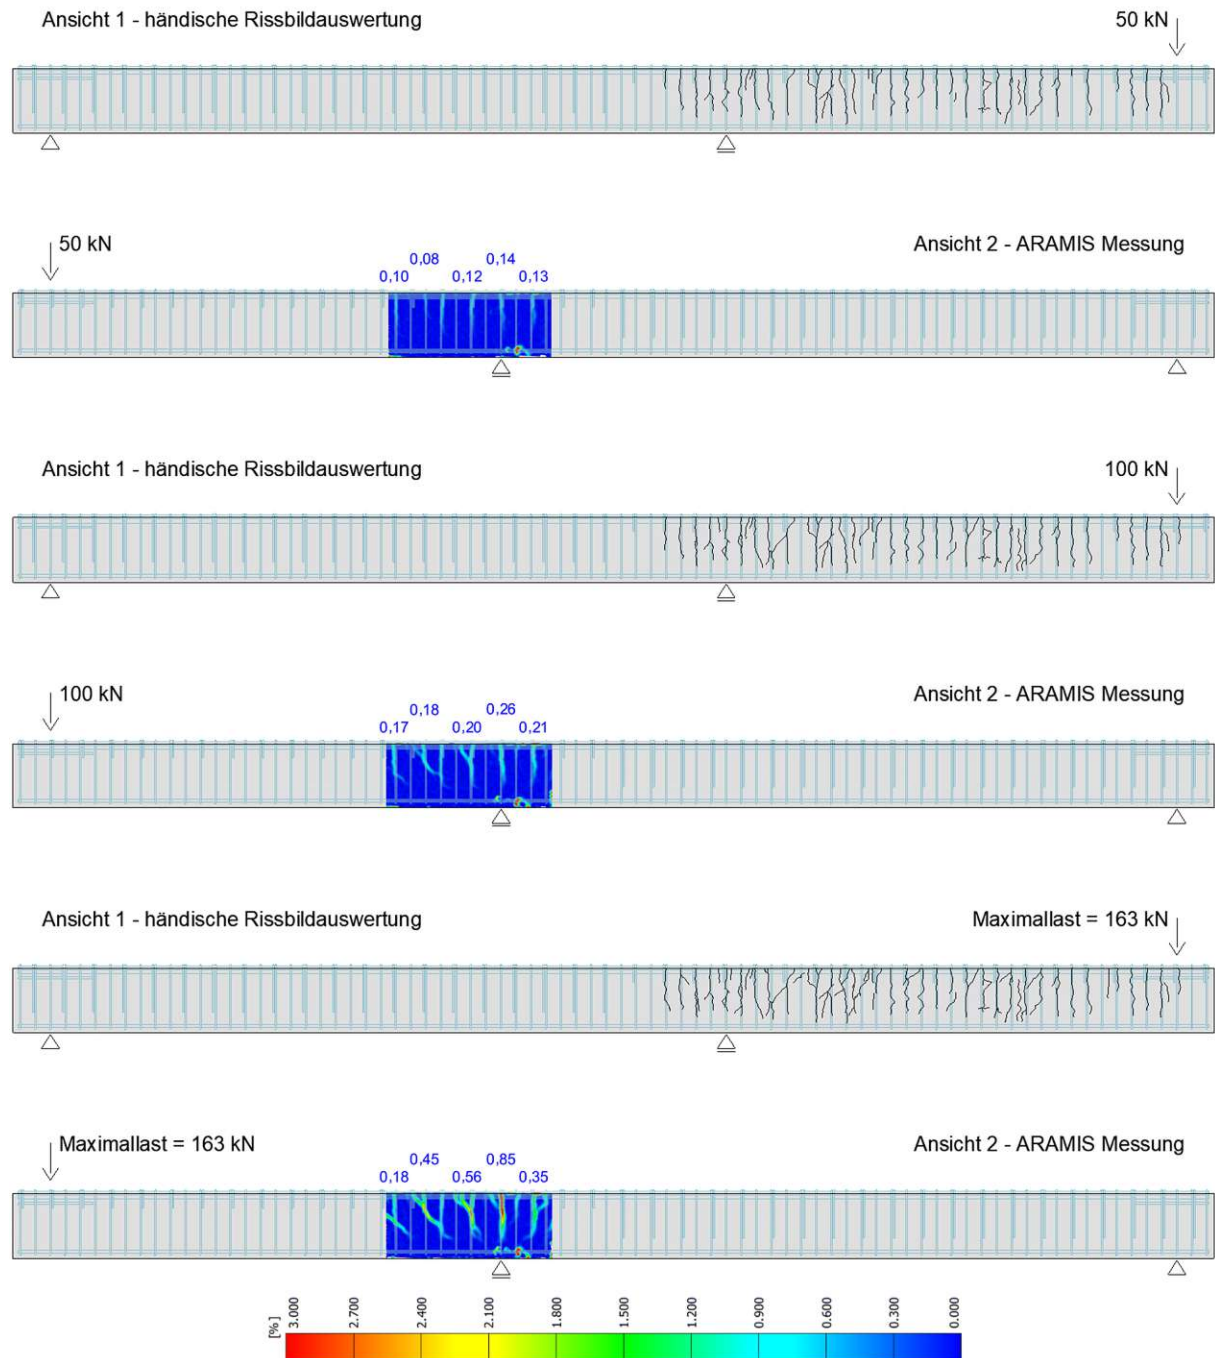 Ansicht 1 - händische Rissbildauswertung 50 kN
50 kN Ansicht 2 - ARAMIS Messung
0,08 0,14
0,10 0,12 0,13
Ansicht 1 - händische Rissbildauswertung 100 kN
100 kN Ansicht 2 - ARAMIS Messung
0,18 0,26
0,17 0,20 0,21
Ansicht 1 - händische Rissbildauswertung Maximallast = 163 kN
Maximallast = 163 kN Ansicht 2 - ARAMIS Messung
0,45 0,85
0,18 0,56 0,35
[%] 3.000 2.700 2.400 2.100 1.800 1.500 1.200 0.900 0.600 0.300 0.000